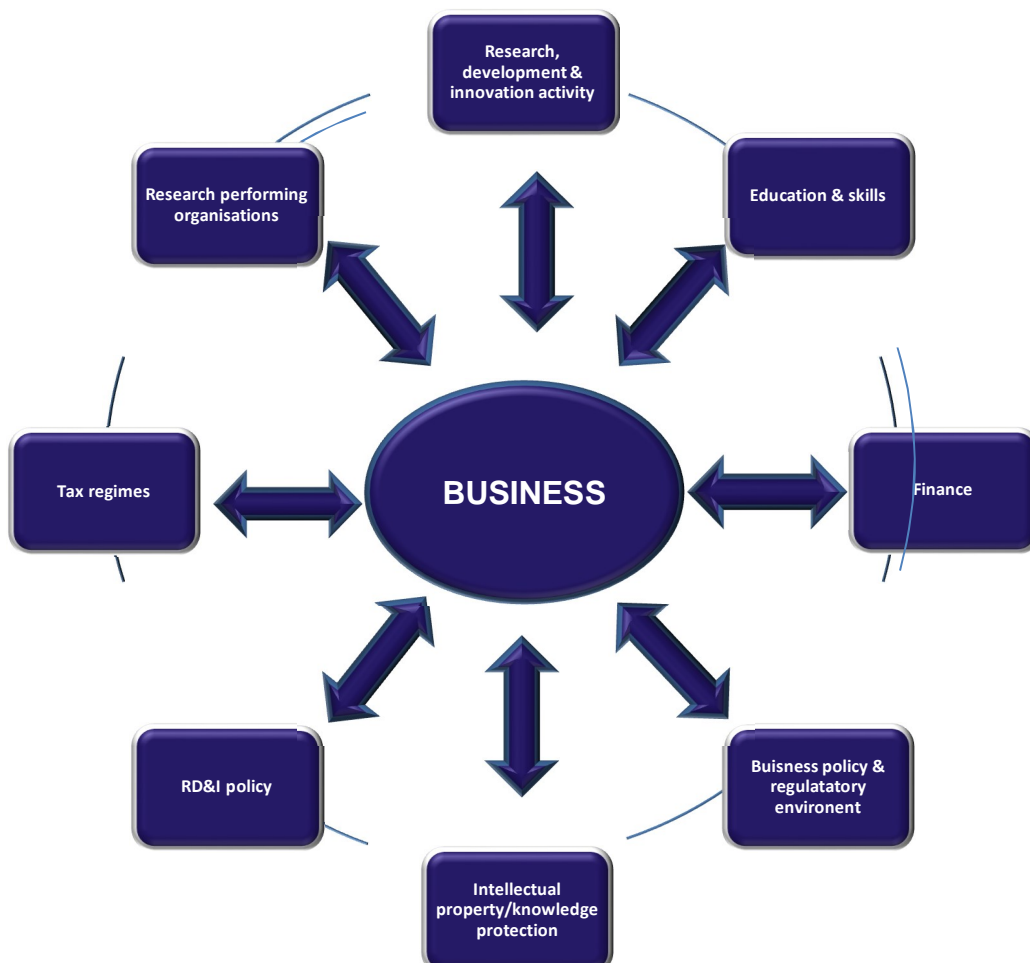 Research,
development &
innovation activity
Research performing
organisations
Education & skills
Tax regimes
BUSINESS
Finance
RD&I policy
Buisness policy &
regulatatory
environent
Intellectual
property/knowledge
protection